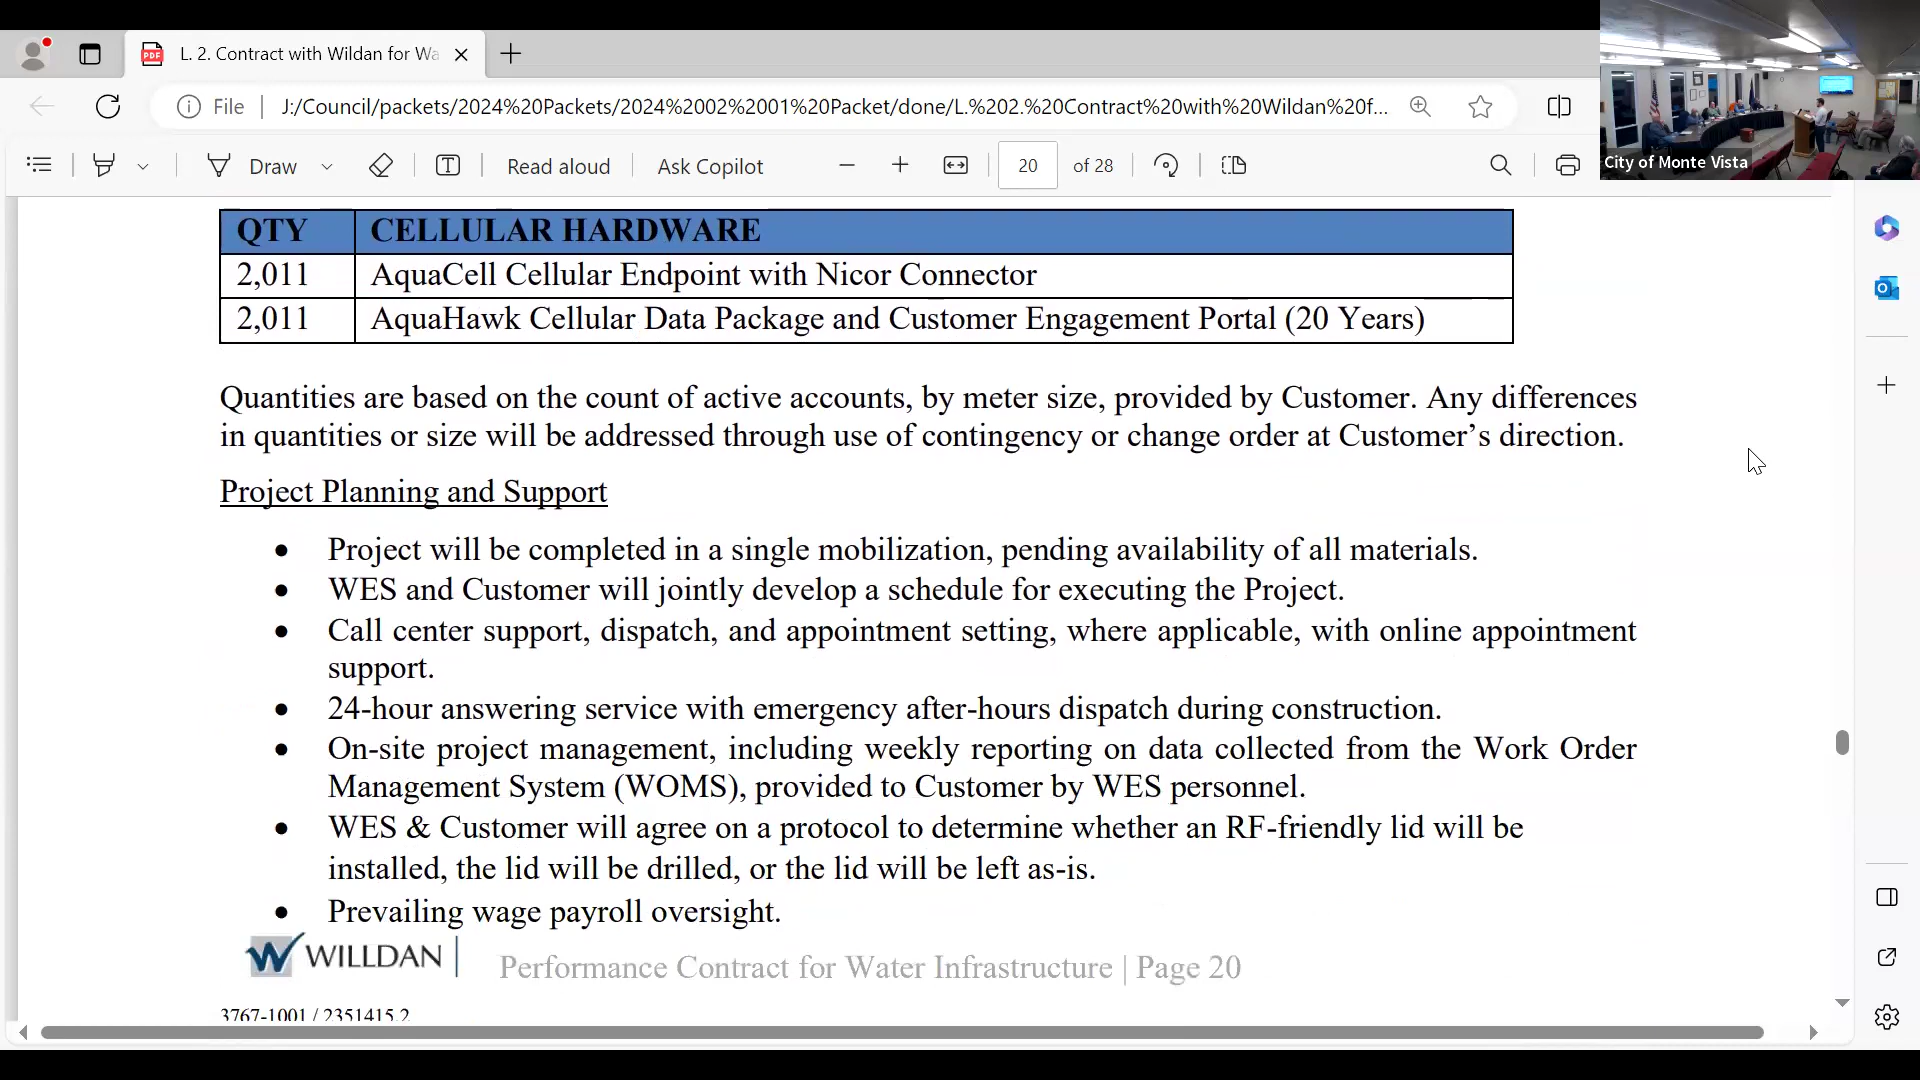 L. 2. Contract with Wildan for Wa
File
J:/Council/packets/2024%20Packets/2024%2002%2001%20Packet/done/L.%202.%20Contract%20with%20Wildan%20f...
Draw
Read aloud
Ask Copilot
20
of 28
City of Monte Vista
QTY CELLULAR HARDWARE
2,011 AquaCell Cellular Endpoint with Nicor Connector
2,011 AquaHawk Cellular Data Package and Customer Engagement Portal (20 Years)
Quantities are based on the count of active accounts, by meter size, provided by Customer. Any differences
in quantities or size will be addressed through use of contingency or change order at Customer’s direction.
Project Planning and Support
• Project will be completed in a single mobilization, pending availability of all materials.
• WES and Customer will jointly develop a schedule for executing the Project.
• Call center support, dispatch, and appointment setting, where applicable, with online appointment
support.
• 24-hour answering service with emergency after-hours dispatch during construction.
• On-site project management, including weekly reporting on data collected from the Work Order
Management System (WOMS), provided to Customer by WES personnel.
• WES & Customer will agree on a protocol to determine whether an RF-friendly lid will be
installed, the lid will be drilled, or the lid will be left as-is.
• Prevailing wage payroll oversight.
WILLDAN
Performance Contract for Water Infrastructure | Page 20
3767-1001 / 2351415.2